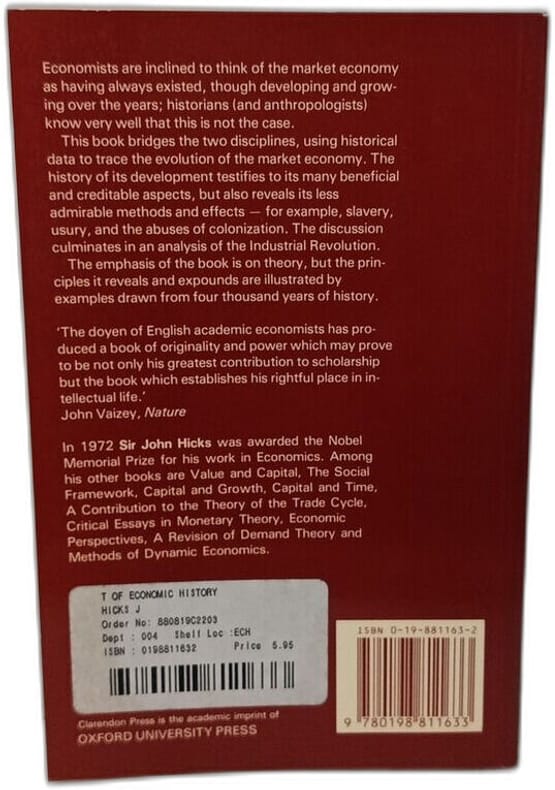 Economists are inclined to think of the market economy
as having always existed, though developing and grow-
ing over the years; historians (and anthropologists)
know very well that this is not the case.
This book bridges the two disciplines, using historical
data to trace the evolution of the market economy. The
history of its development testifies to its many beneficial
and creditable aspects, but also reveals its less
admirable methods and effects — for example, slavery,
usury, and the abuses of colonization. The discussion
culminates in an analysis of the Industrial Revolution.
The emphasis of the book is on theory, but the prin-
ciples it reveals and expounds are illustrated by
examples drawn from four thousand years of history.
'The doyen of English academic economists has pro-
duced a book of originality and power which may prove
to be not only his greatest contribution to scholarship
but the book which establishes his rightful place in in-
tellectual life.'
John Vaizey, Nature
In 1972 Sir John Hicks was awarded the Nobel
Memorial Prize for his work in Economics. Among
his other books are Value and Capital, The Social
Framework, Capital and Growth, Capital and Time,
A Contribution to the Theory of the Trade Cycle,
Critical Essays in Monetary Theory, Economic
Perspectives, A Revision of Demand Theory and
Methods of Dynamic Economics.
T OF ECONOMIC HISTORY
HICKS J
Order No: 880819C2203
Dept : 004 Shelf Loc :ECH
ISBN : 0198811632 Price 5.95
ISBN 0-19-881163-2
9 780198 811633
Clarendon Press is the academic imprint of
OXFORD UNIVERSITY PRESS